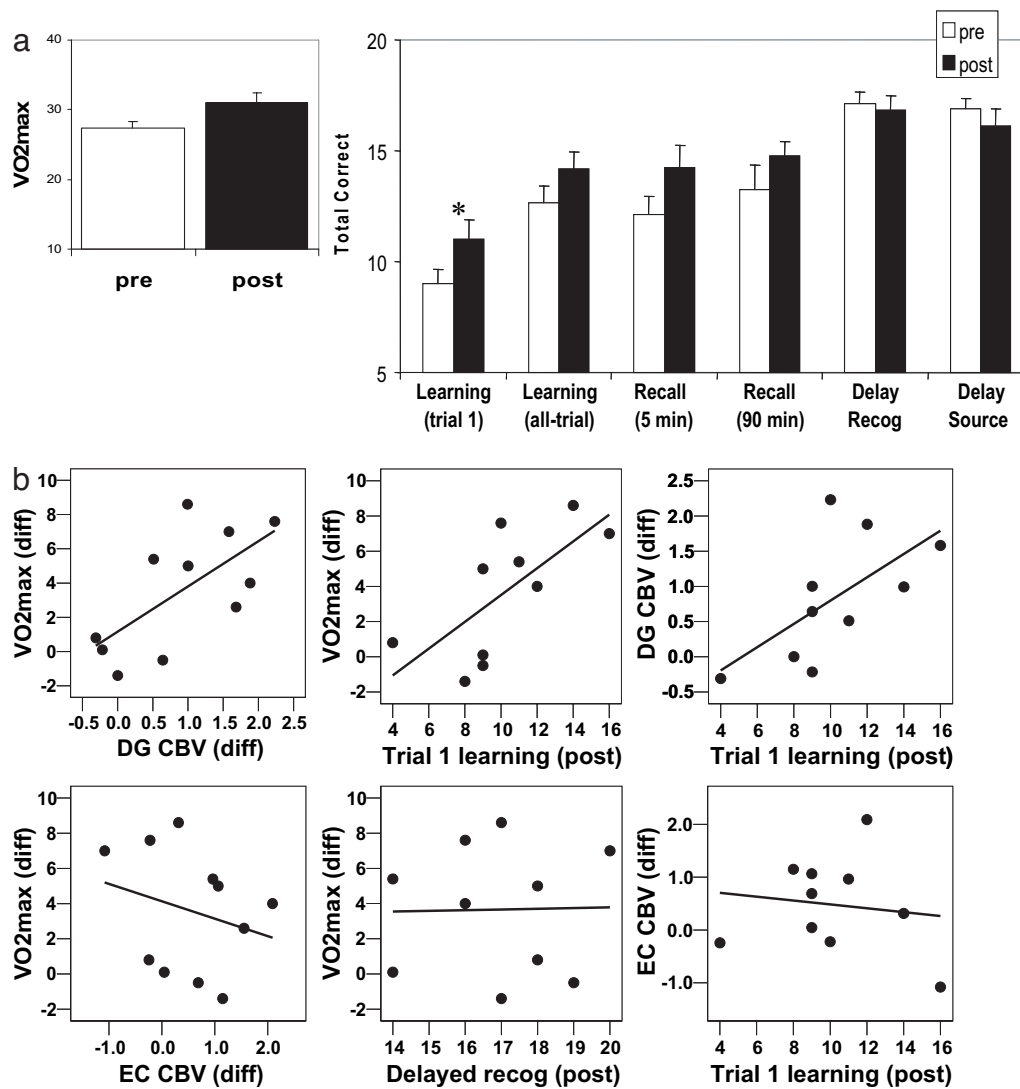 a
40
30
20
10
VO2max
pre
post
20
15
10
5
Total Correct
pre
post
*
Learning (trial 1)
Learning (all-trial)
Recall (5 min)
Recall (90 min)
Delay Recog
Delay Source
b
10
8
6
4
2
0
-2
VO2max (diff)
-0.5 0.0 0.5 1.0 1.5 2.0 2.5
DG CBV (diff)
10
8
6
4
2
0
-2
VO2max (diff)
4 6 8 10 12 14 16
Trial 1 learning (post)
2.5
2.0
1.5
1.0
0.5
0.0
-0.5
DG CBV (diff)
4 6 8 10 12 14 16
Trial 1 learning (post)
10
8
6
4
2
0
-2
VO2max (diff)
-1.0 0.0 1.0 2.0
EC CBV (diff)
10
8
6
4
2
0
-2
VO2max (diff)
14 15 16 17 18 19 20
Delayed recog (post)
2.0
1.0
0.0
-1.0
EC CBV (diff)
4 6 8 10 12 14 16
Trial 1 learning (post)